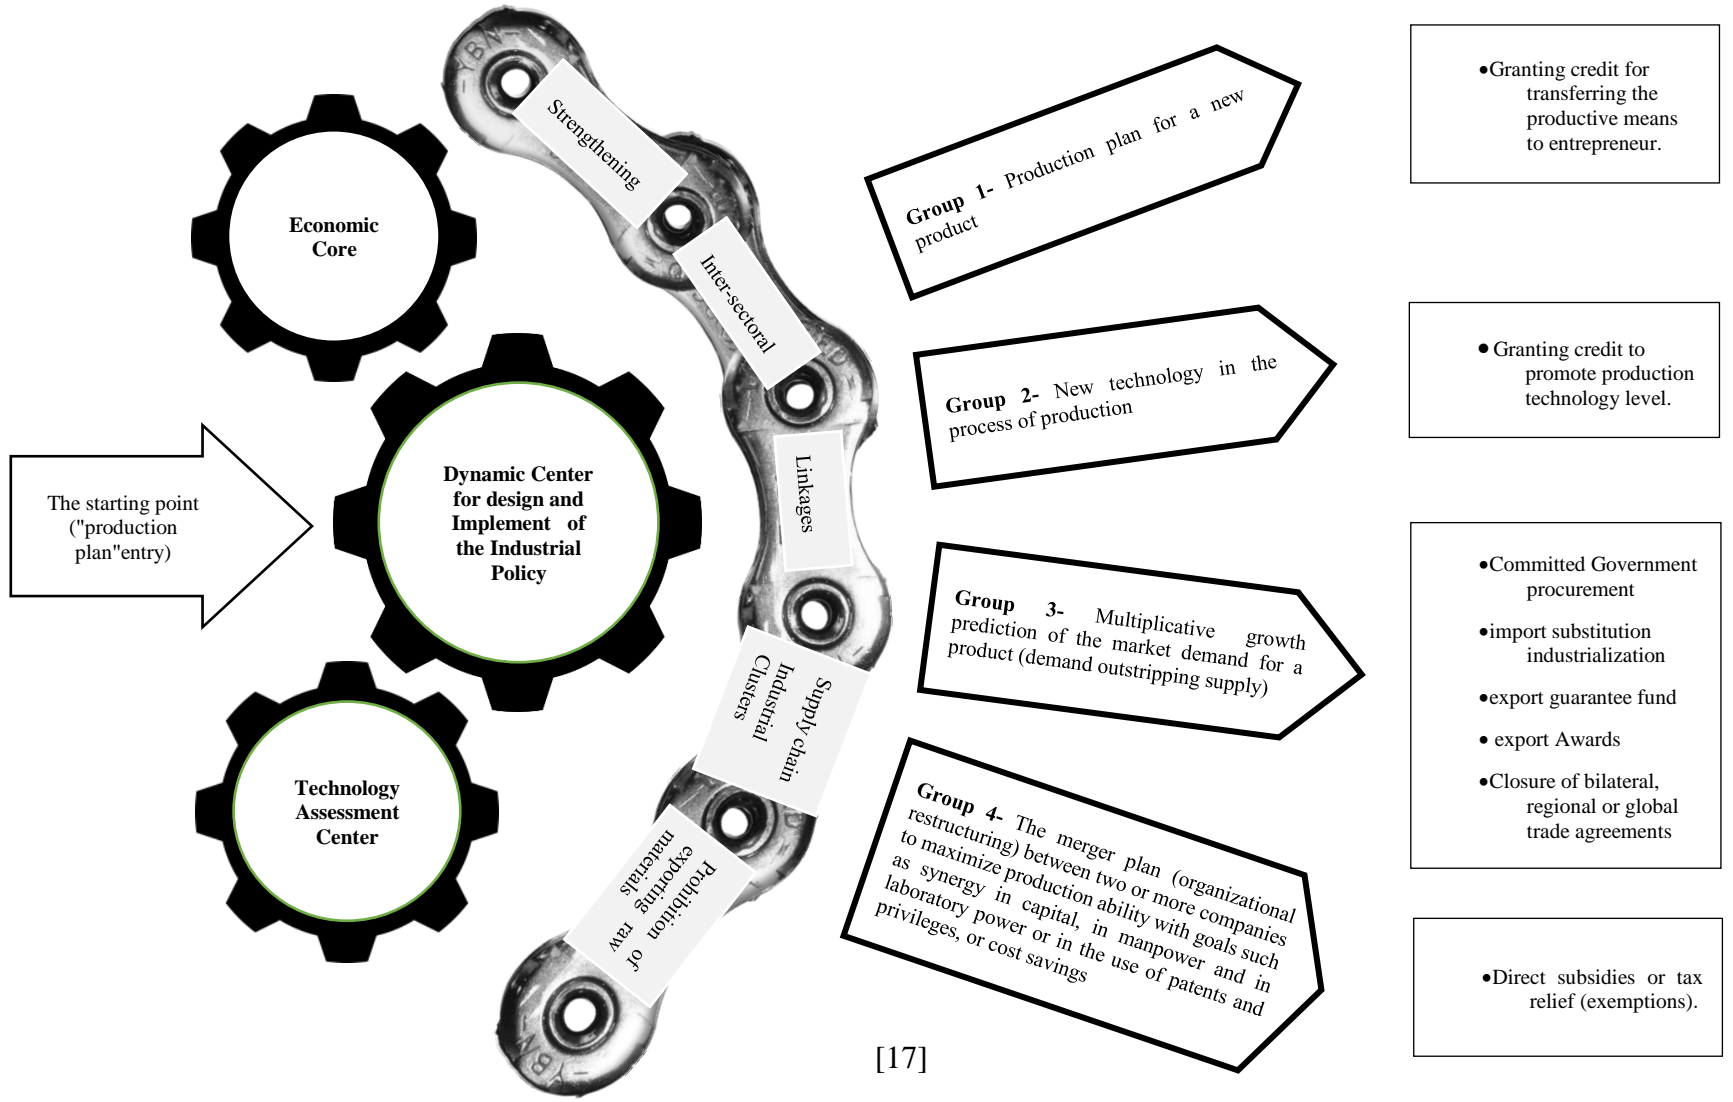 The starting point
("production
plan"entry)
Economic
Core
Dynamic Center
for design and
Implement of
the Industrial
Policy
Technology
Assessment
Center
YBN
Strengthening
Inter-sectoral
Linkages
Supply chain
Industrial
Clusters
Prohibition of
exporting raw
materials
YBN
Group 1- Production plan for a new
product
Group 2- New technology in the
process of production
Group 3- Multiplicative growth
prediction of the market demand for a
product (demand outstripping supply)
Group 4- The merger plan (organizational
restructuring) between two or more companies
to maximize production ability with goals such
as synergy in capital, in manpower and in
laboratory power or in the use of patents and
privileges, or cost savings
•Granting credit for
transferring the
productive means
to entrepreneur.
• Granting credit to
promote production
technology level.
•Committed Government
procurement
•import substitution
industrialization
•export guarantee fund
• export Awards
•Closure of bilateral,
regional or global
trade agreements
•Direct subsidies or tax
relief (exemptions).
[17]